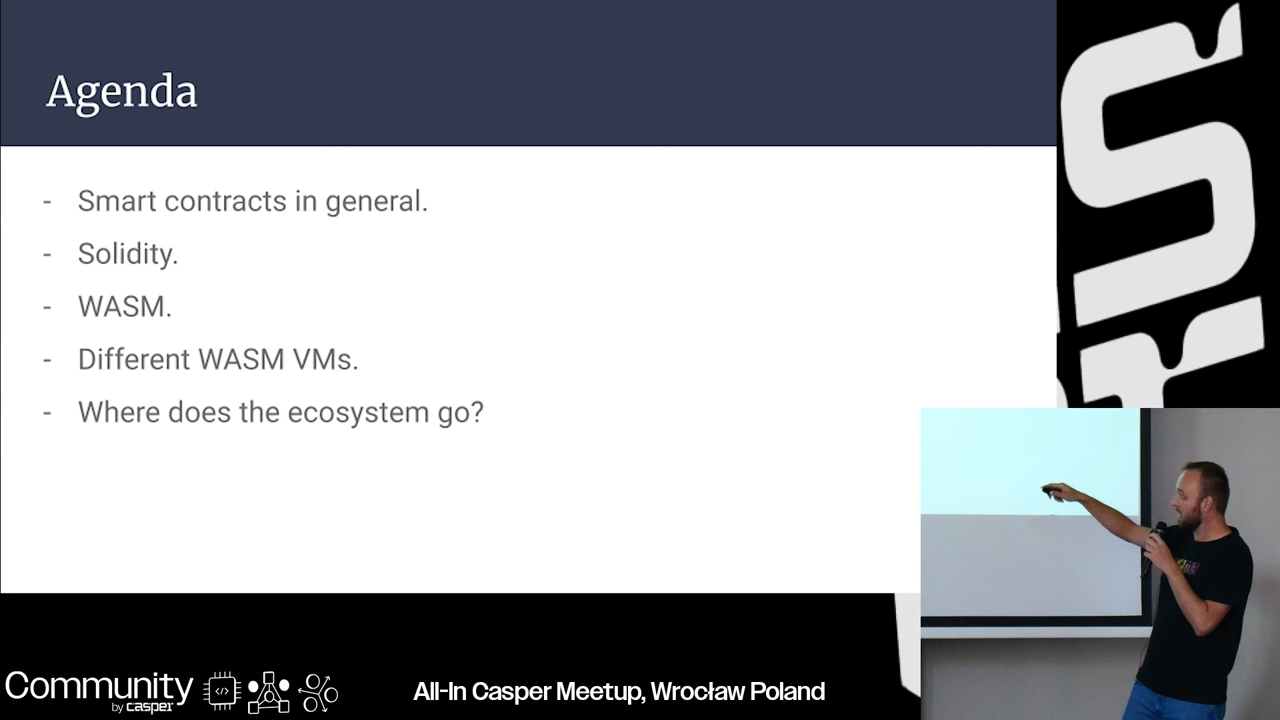 Agenda
- Smart contracts in general.
- Solidity.
- WASM.
- Different WASM VMs.
- Where does the ecosystem go?
Community
by casper
</>
All-In Casper Meetup, Wrocław Poland